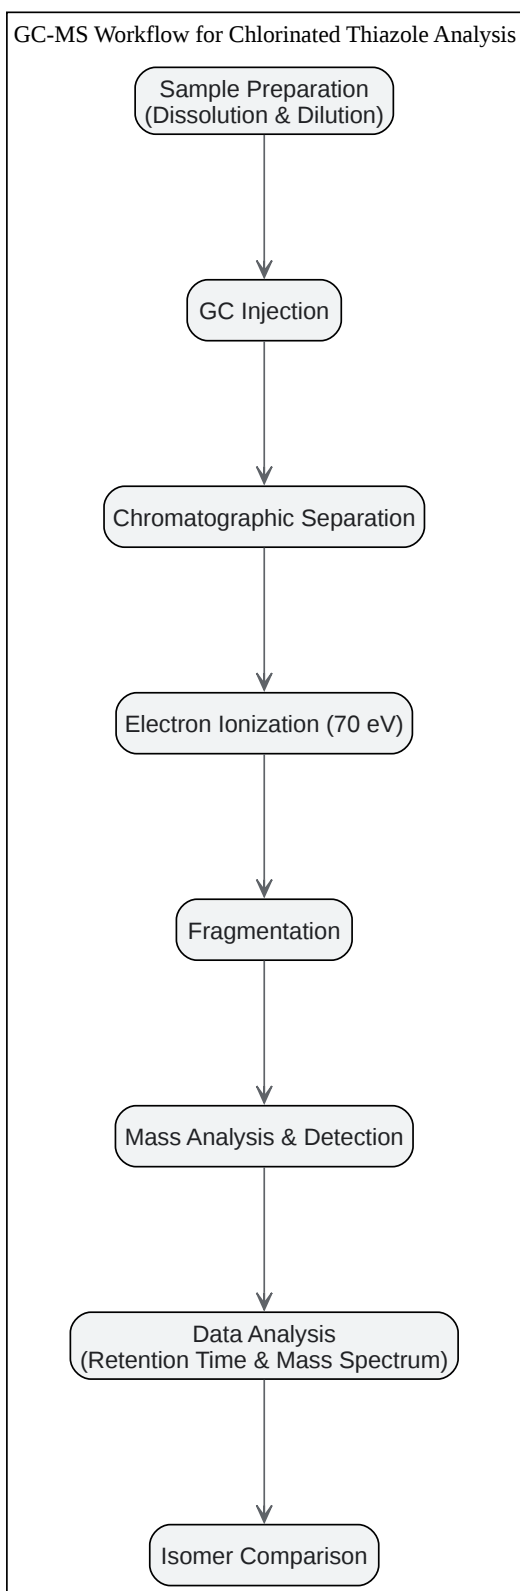 GC-MS Workflow for Chlorinated Thiazole Analysis
Sample Preparation
(Dissolution & Dilution)
GC Injection
Chromatographic Separation
Electron Ionization (70 eV)
Fragmentation
Mass Analysis & Detection
Data Analysis
(Retention Time & Mass Spectrum)
Isomer Comparison